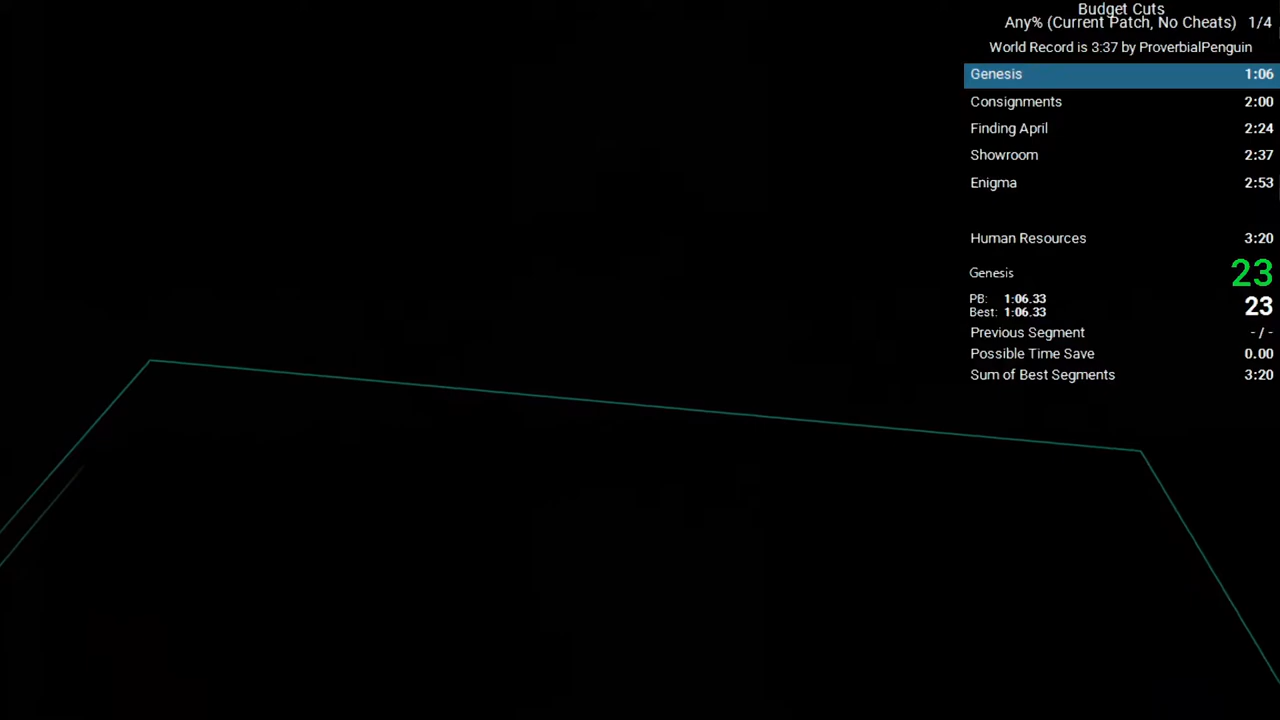 Budget Cuts
Any% (Current Patch, No Cheats) 1/4
World Record is 3:37 by ProverbialPenguin
Genesis 1:06
Consignments 2:00
Finding April 2:24
Showroom 2:37
Enigma 2:53
Human Resources 3:20
Genesis 23
PB: 1:06.33
Best: 1:06.33 23
Previous Segment - / -
Possible Time Save 0.00
Sum of Best Segments 3:20